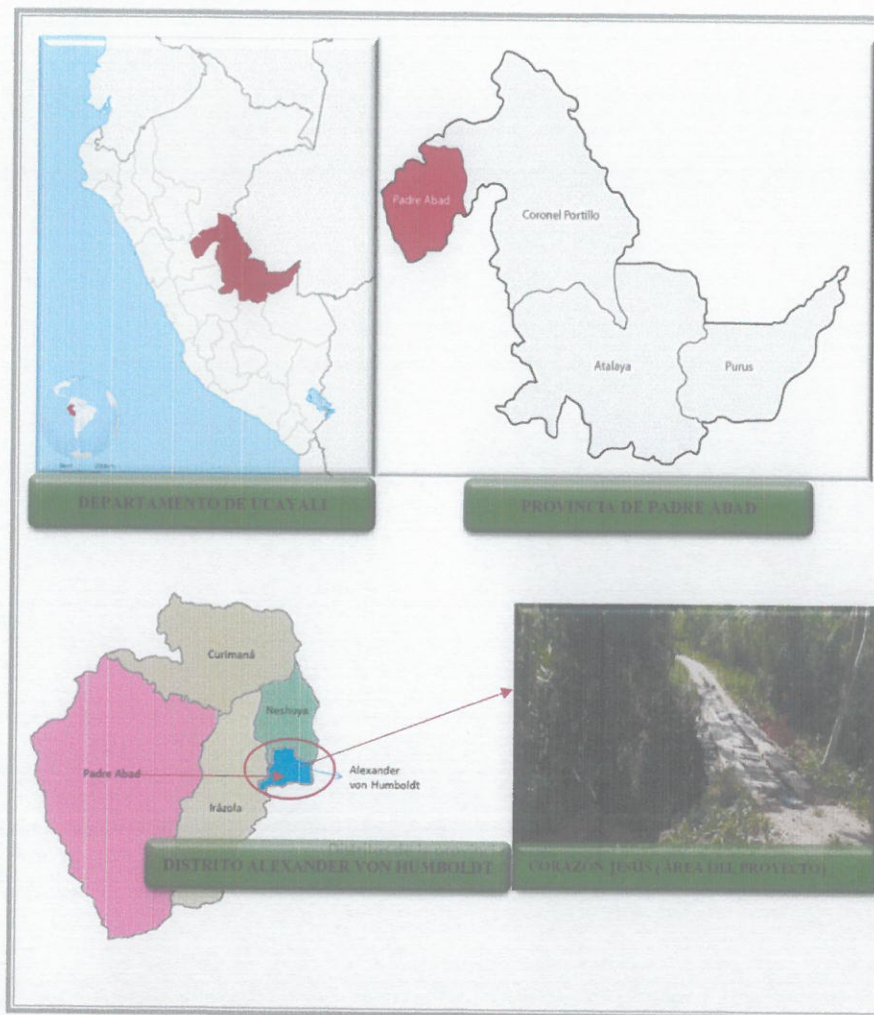 Padre Abad
Coronel Portillo
Atalaya
Purus
DEPARTAMENTO DE UCAYALI
PROVINCIA DE PADRE ABAD
Curimaná
Neshuya
Padre Abad
Alexander
von Humboldt
Irázola
DISTRITO ALEXANDER VON HUMBOLDT
CORAZON JESUS (AREA DEL PROYECTO)